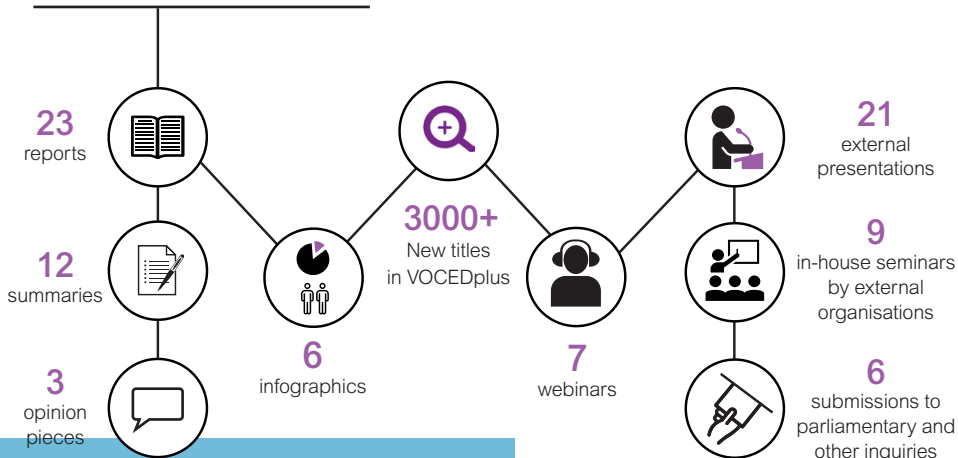 23
reports
12
summaries
3
opinion
pieces
6
infographics
3000+
New titles
in VOCEDplus
7
webinars
21
external
presentations
9
in-house seminars
by external
organisations
6
submissions to
parliamentary and
other inquiries